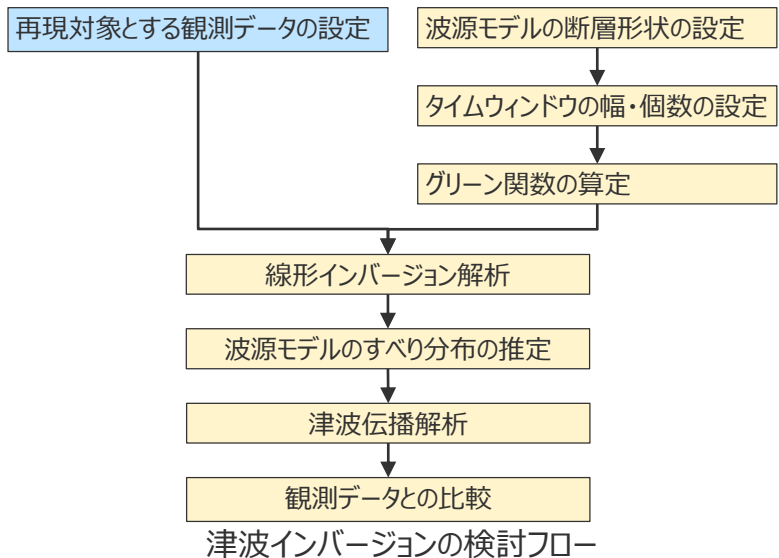 再現対象とする観測データの設定
波源モデルの断層形状の設定
タイムウィンドウの幅・個数の設定
グリーン関数の算定
線形インバージョン解析
波源モデルのすべり分布の推定
津波伝播解析
観測データとの比較
津波インバージョンの検討フロー